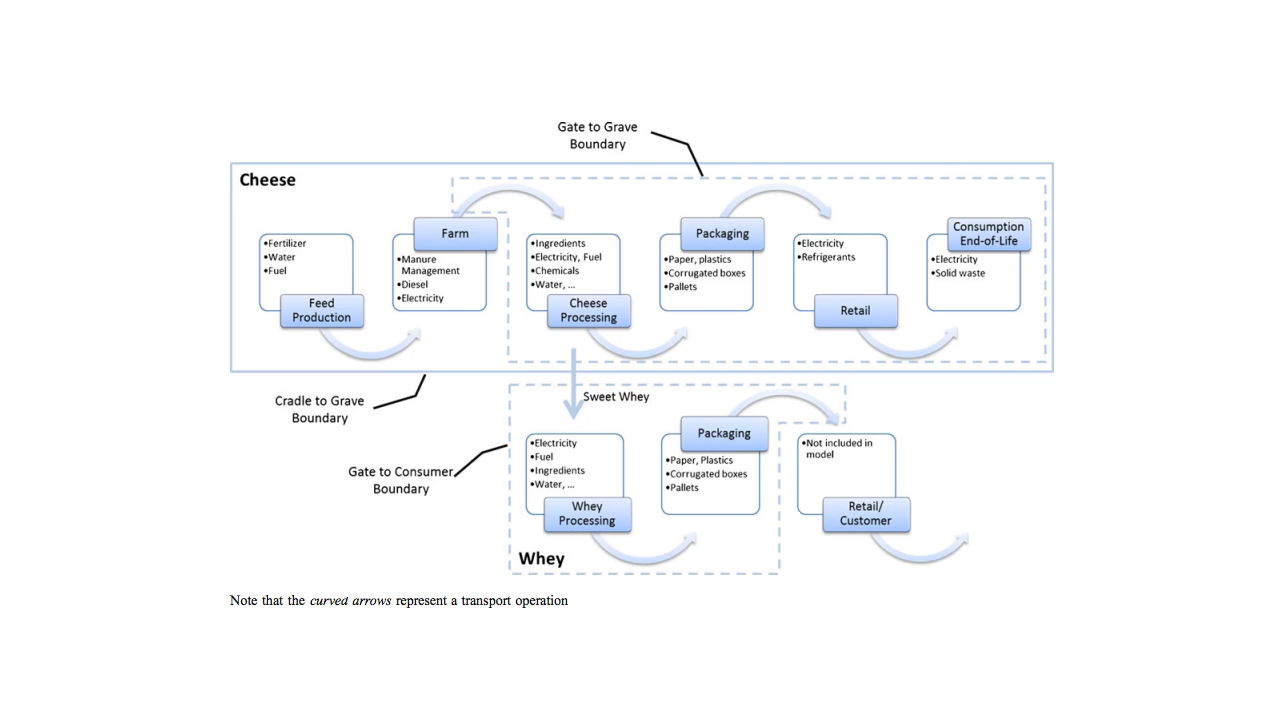 Gate to Grave
Boundary
Cheese
•Fertilizer
•Water
•Fuel
Feed
Production
Farm
•Manure
Management
•Diesel
•Electricity
•Ingredients
•Electricity, Fuel
•Chemicals
•Water, ...
Cheese
Processing
Packaging
•Paper, plastics
•Corrugated boxes
•Pallets
•Electricity
•Refrigerants
Retail
Consumption
End-of-Life
•Electricity
•Solid waste
Cradle to Grave
Boundary
Sweet Whey
Gate to Consumer
Boundary
•Electricity
•Fuel
•Ingredients
•Water, ...
Whey
Processing
Packaging
•Paper, Plastics
•Corrugated boxes
•Pallets
•Not included in
model
Retail/
Customer
Whey
Note that the curved arrows represent a transport operation